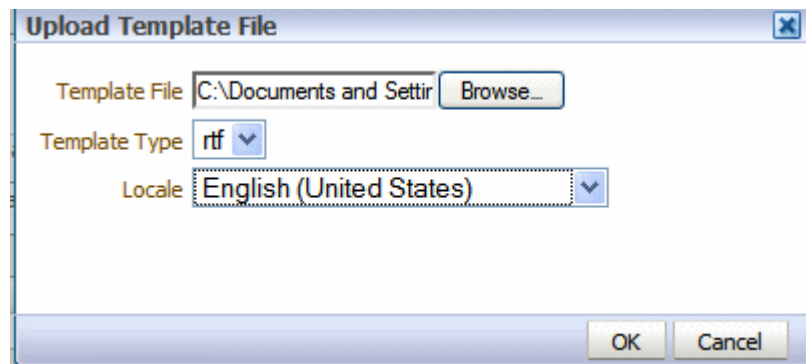 Upload Template File
Template File C:\Documents and Settir Browse...
Template Type rtf
Locale English (United States)
OK Cancel